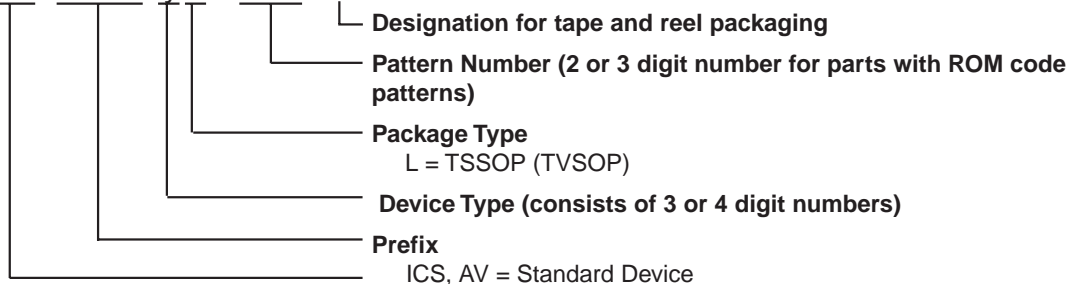 Designation for tape and reel packaging
Pattern Number (2 or 3 digit number for parts with ROM code
patterns)
Package Type
L = TSSOP (TVSOP)
Device Type (consists of 3 or 4 digit numbers)
Prefix
ICS, AV = Standard Device